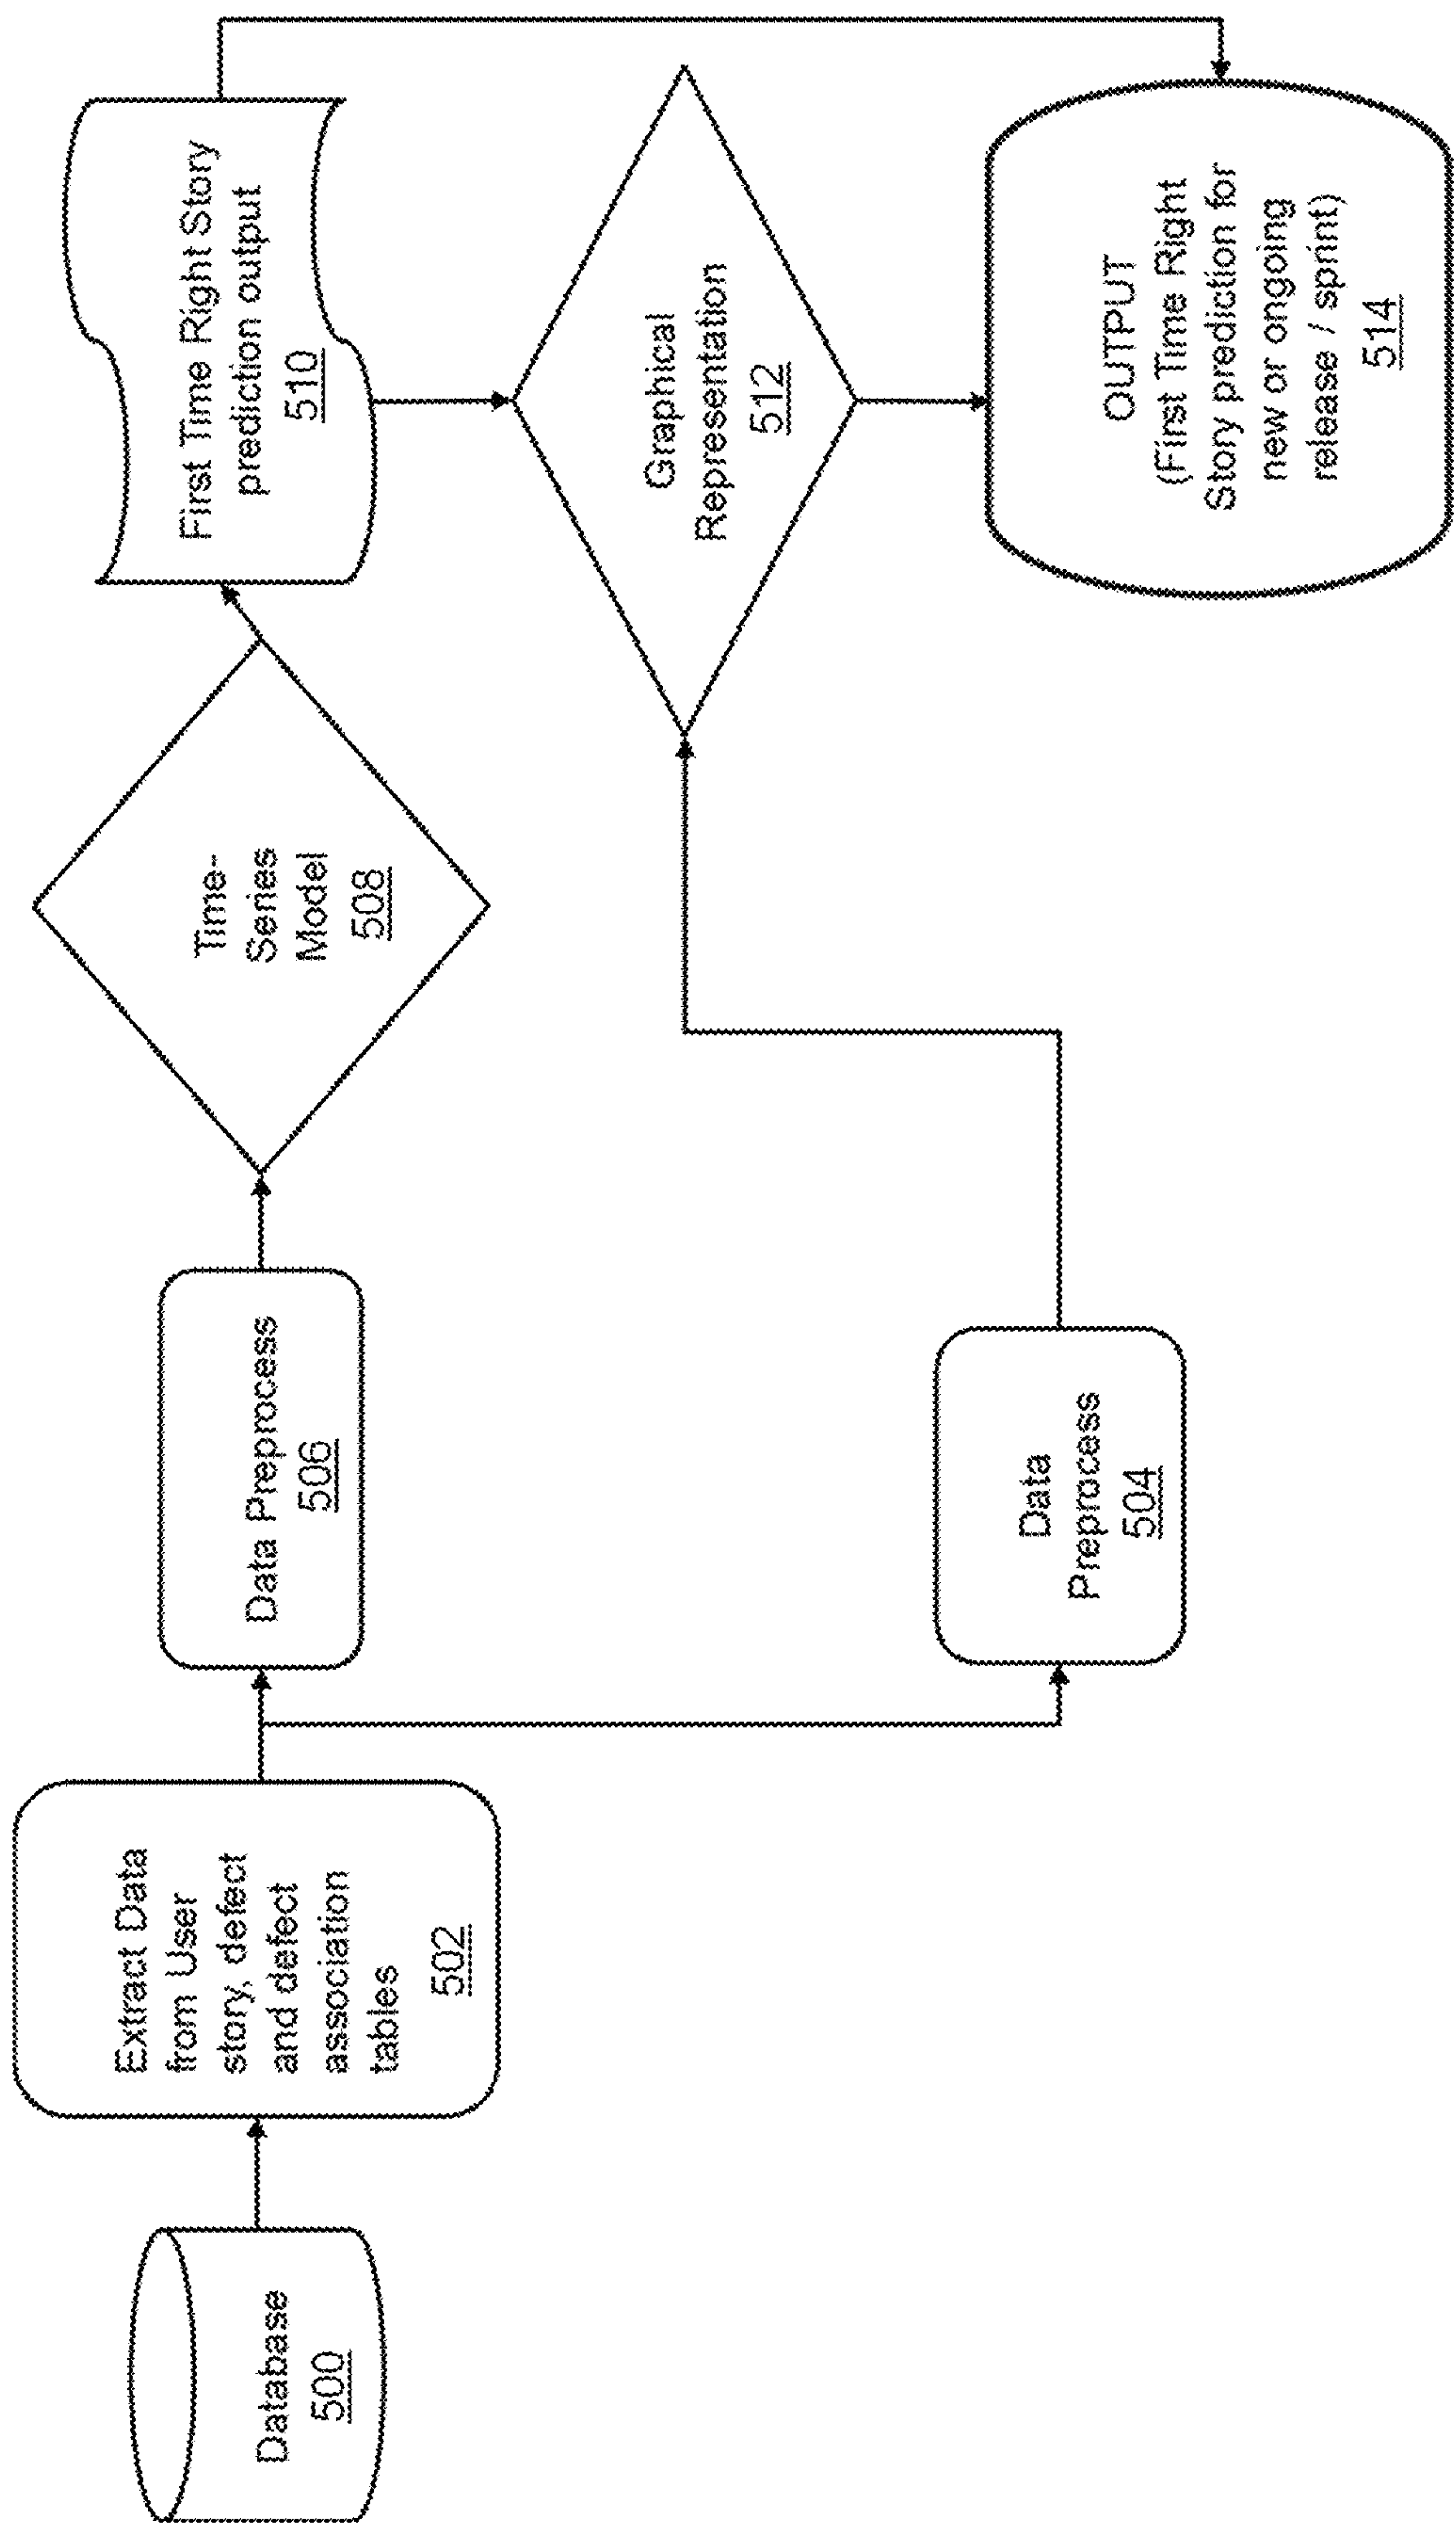 Database
500
Extract Data
from User
story, defect
and defect
association
tables
502
Data Preprocess
506
Data
Preprocess
504
Time-
Series
Model
508
First Time Right Story
prediction output
510
Graphical
Representation
512
OUTPUT
(First Time Right
Story prediction for
new or ongoing
release / sprint)
514